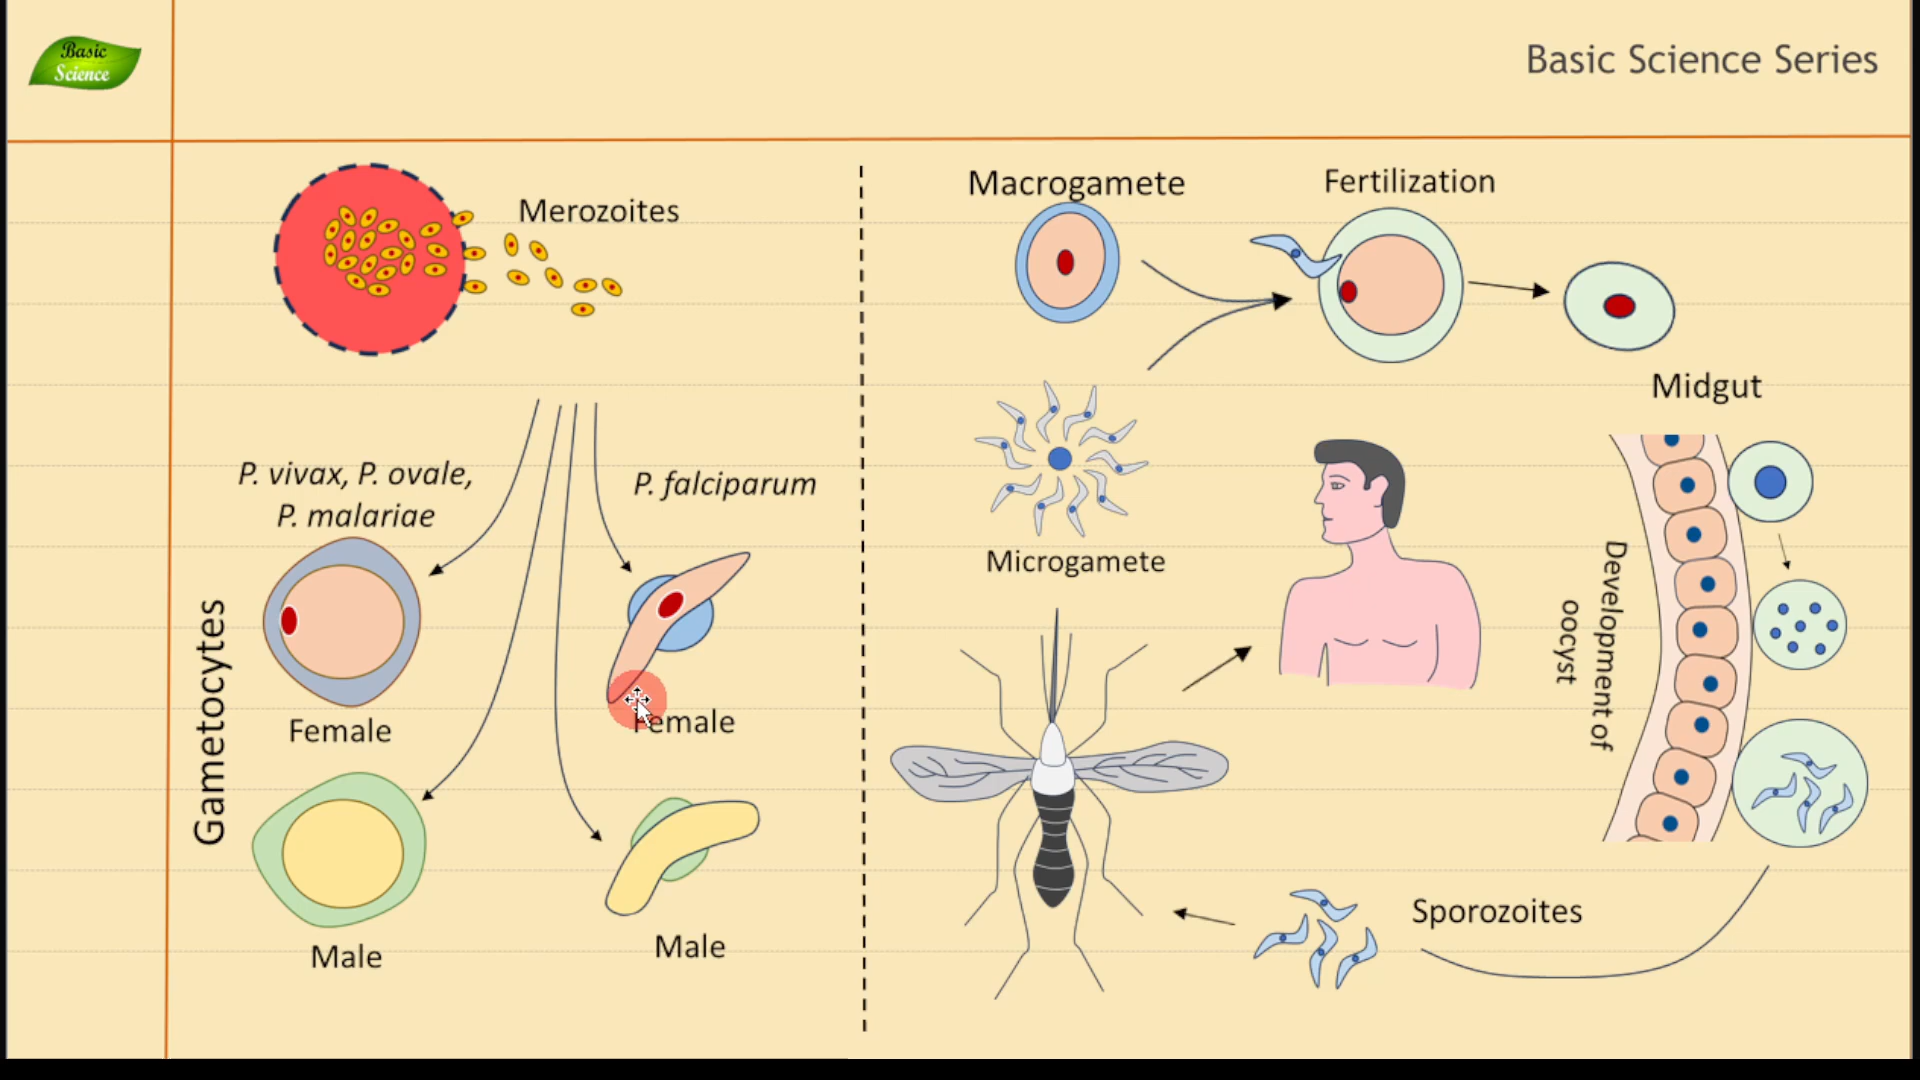 Basic
Science
Basic Science Series
Merozoites
P. vivax, P. ovale,
P. malariae
P. falciparum
Gametocytes
Female
Female
Male
Male
Macrogamete
Fertilization
Midgut
Microgamete
Development of
oocyst
Sporozoites